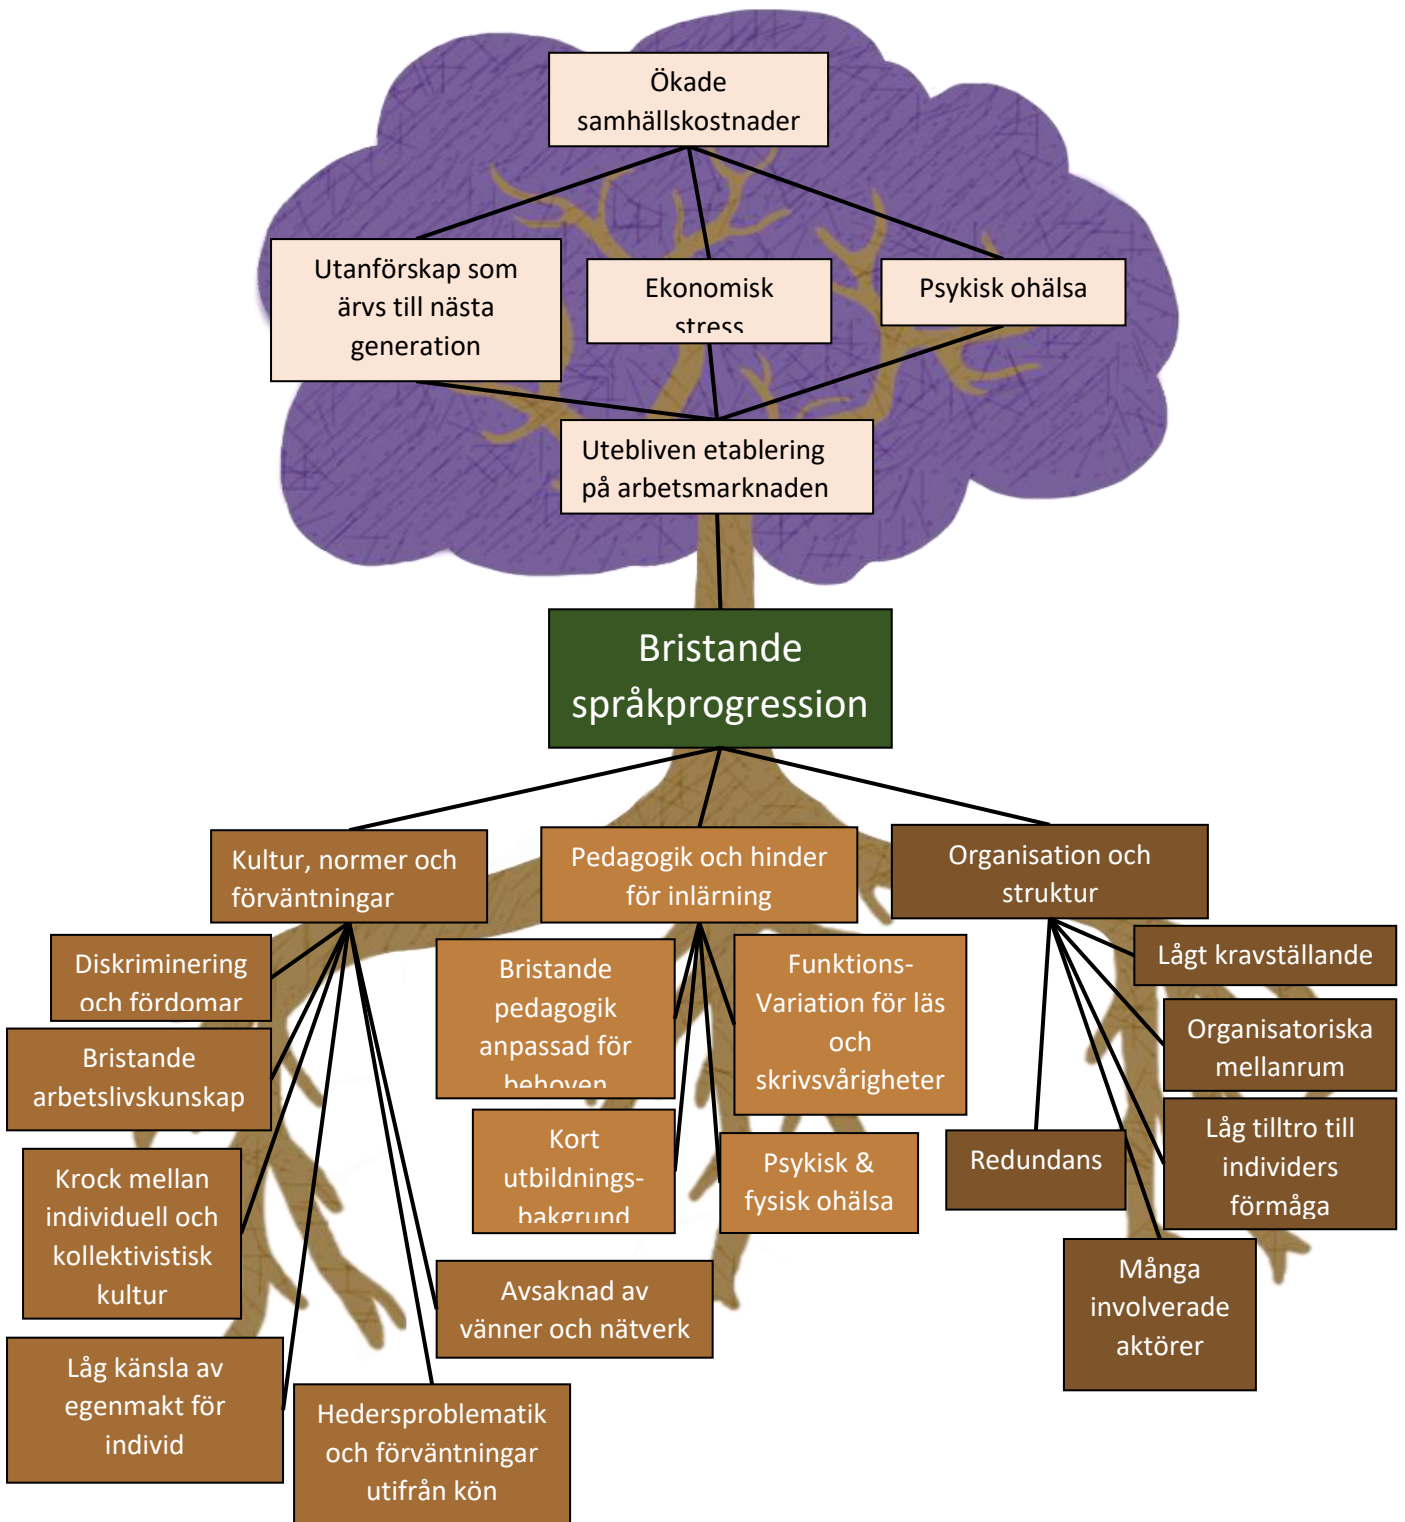 Ökade
samhällskostnader
Utanförskap som
ärvs till nästa
generation
Ekonomisk
stress
Psykisk ohälsa
Utebliven etablering
på arbetsmarknaden
Bristande
språkprogression
Kultur, normer och
förväntningar
Pedagogik och hinder
för inlärning
Organisation och
struktur
Diskriminering
och fördomar
Bristande
arbetslivskunskap
Krock mellan
individuell och
kollektivistisk
kultur
Låg känsla av
egenmakt för
individ
Hedersproblematik
och förväntningar
utifrån kön
Avsaknad av
vänner och nätverk
Bristande
pedagogik
anpassad för
behoven
Funktions-
Variation för läs
och
skrivsvårigheter
Kort
utbildnings-
bakgrund
Psykisk &
fysisk ohälsa
Lågt kravställande
Organisatoriska
mellanrum
Låg tilltro till
individers
förmåga
Redundans
Många
involverade
aktörer